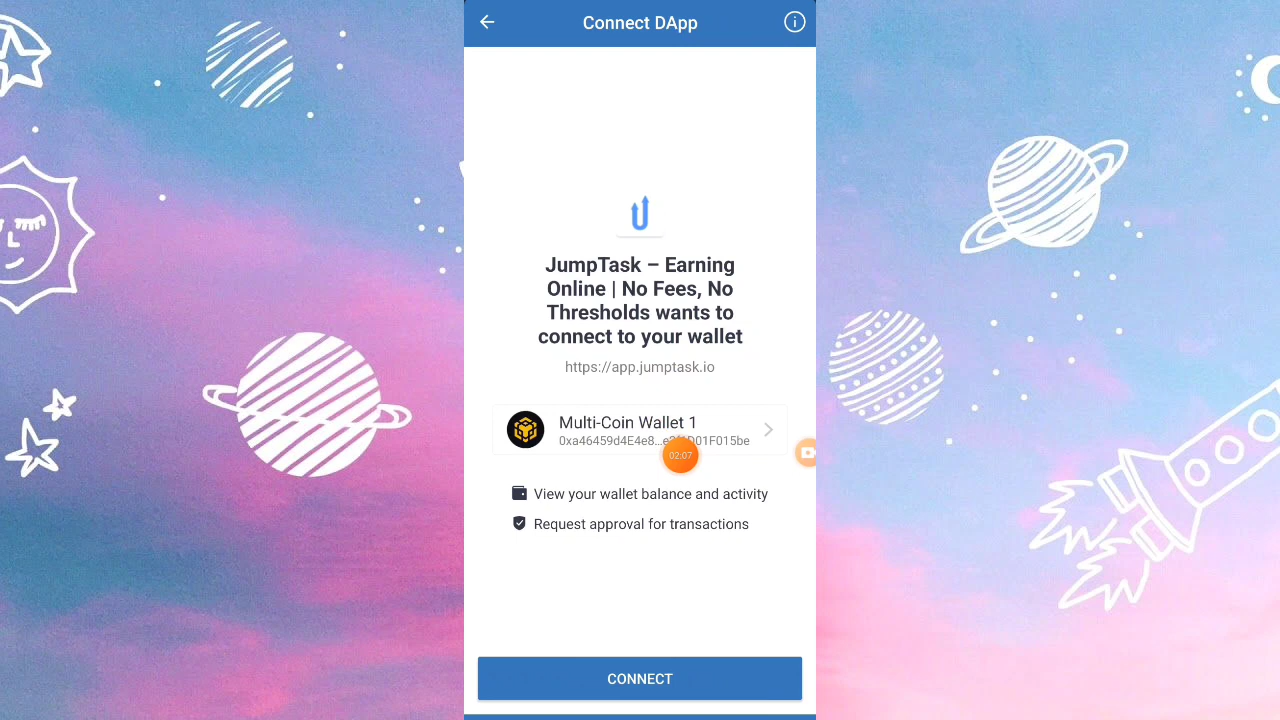 Connect DApp
JumpTask – Earning
Online | No Fees, No
Thresholds wants to
connect to your wallet
https://app.jumptask.io
Multi-Coin Wallet 1
02:07
View your wallet balance and activity
Request approval for transactions
CONNECT